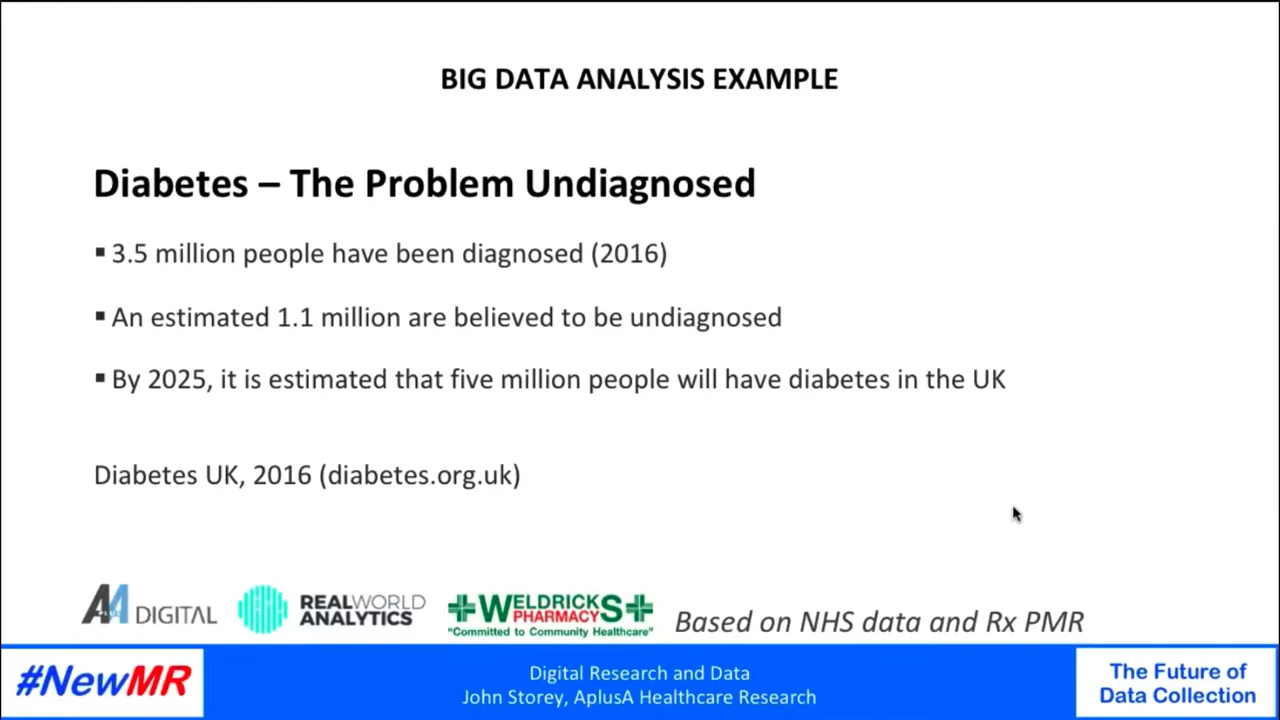 BIG DATA ANALYSIS EXAMPLE
Diabetes – The Problem Undiagnosed
▪ 3.5 million people have been diagnosed (2016)
▪ An estimated 1.1 million are believed to be undiagnosed
▪ By 2025, it is estimated that five million people will have diabetes in the UK
Diabetes UK, 2016 (diabetes.org.uk)
DIGITAL
REALWORLD
ANALYTICS
WELDRICKS
PHARMACY
"Committed to Community Healthcare"
Based on NHS data and Rx PMR
#NewMR
Digital Research and Data
John Storey, AplusA Healthcare Research
The Future of
Data Collection